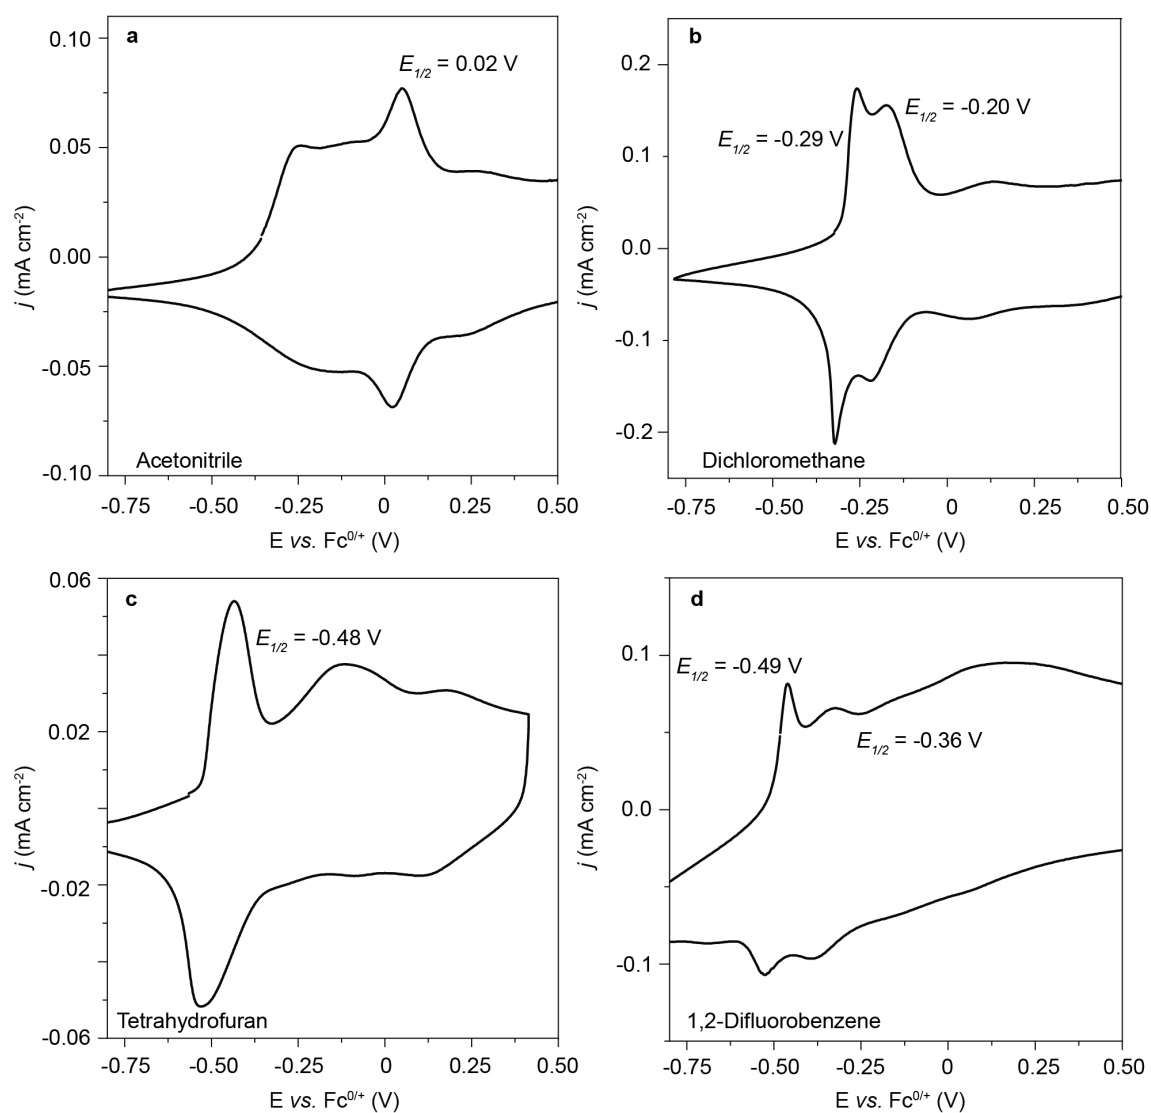 a
E1/2 = 0.02 V
0.10
0.05
0.00
-0.05
-0.10
j (mA cm-2)
Acetonitrile
-0.75 -0.50 -0.25 0 0.25 0.50
E vs. Fc0/+ (V)
b
E1/2 = -0.20 V
E1/2 = -0.29 V
0.2
0.1
0.0
-0.1
-0.2
j (mA cm-2)
Dichloromethane
-0.75 -0.50 -0.25 0 0.25 0.50
E vs. Fc0/+ (V)
c
E1/2 = -0.48 V
0.06
0.02
-0.02
-0.06
j (mA cm-2)
Tetrahydrofuran
-0.75 -0.50 -0.25 0 0.25 0.50
E vs. Fc0/+ (V)
d
E1/2 = -0.49 V
E1/2 = -0.36 V
0.1
0.0
-0.1
j (mA cm-2)
1,2-Difluorobenzene
-0.75 -0.50 -0.25 0 0.25 0.50
E vs. Fc0/+ (V)